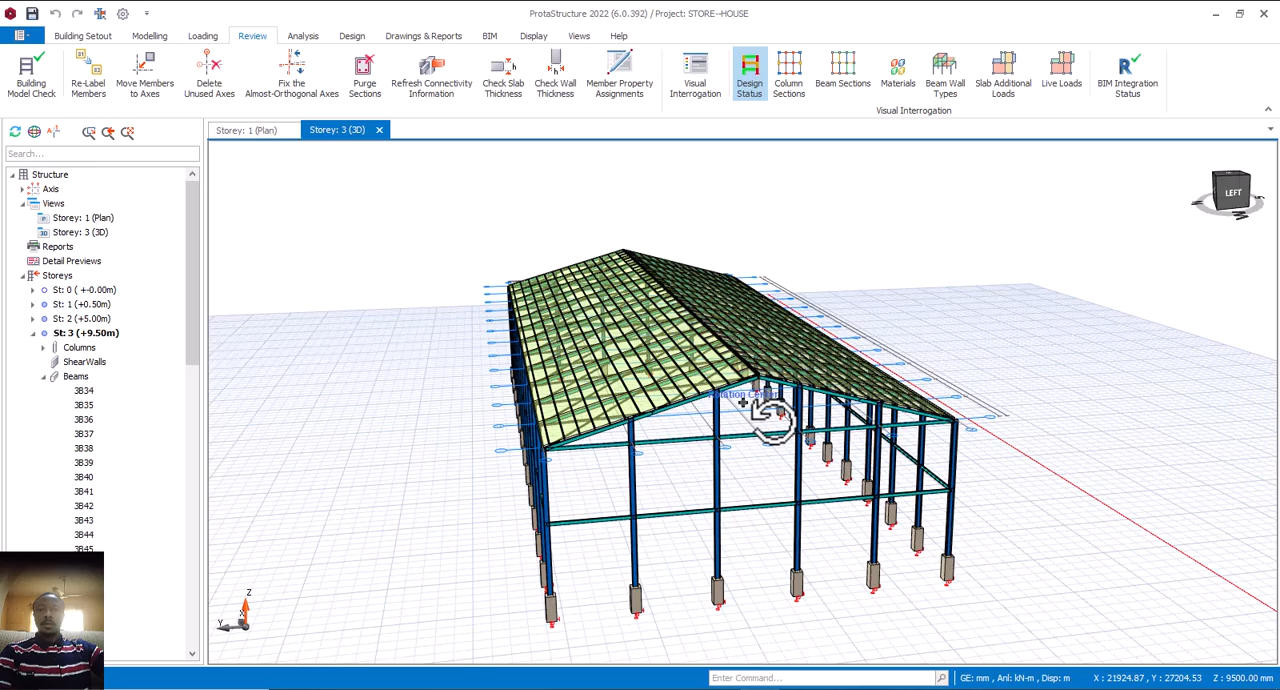 ProtaStructure 2022 (6.0.392) / Project: STORE--HOUSE
Building Setout
Modelling
Loading
Review
Analysis
Design
Drawings & Reports
BIM
Display
Views
Help
Building
Model Check
Re-Label
Members
Move Members
to Axes
Delete
Unused Axes
Fix the
Almost-Orthogonal Axes
Purge
Sections
Refresh Connectivity
Information
Check Slab
Thickness
Check Wall
Thickness
Member Property
Assignments
Visual
Interrogation
Design
Status
Column
Sections
Beam Sections
Materials
Beam Wall
Types
Slab Additional
Loads
Live Loads
BIM Integration
Status
Visual Interrogation
Storey: 1 (Plan)
Storey: 3 (3D)
Search...
Structure
Axis
Views
Storey: 1 (Plan)
Storey: 3 (3D)
Reports
Detail Previews
Storeys
St: 0 ( +-0.00m)
St: 1 (+0.50m)
St: 2 (+5.00m)
St: 3 (+9.50m)
Columns
ShearWalls
Beams
3B34
3B35
3B36
3B37
3B38
3B39
3B40
3B41
3B42
3B43
3B44
3B45
LEFT
Z
X
Y
Enter Command...
GE: mm , Anl: kN-m , Disp: m
X : 21924.87 , Y : 27204.53
Z : 9500.00 mm